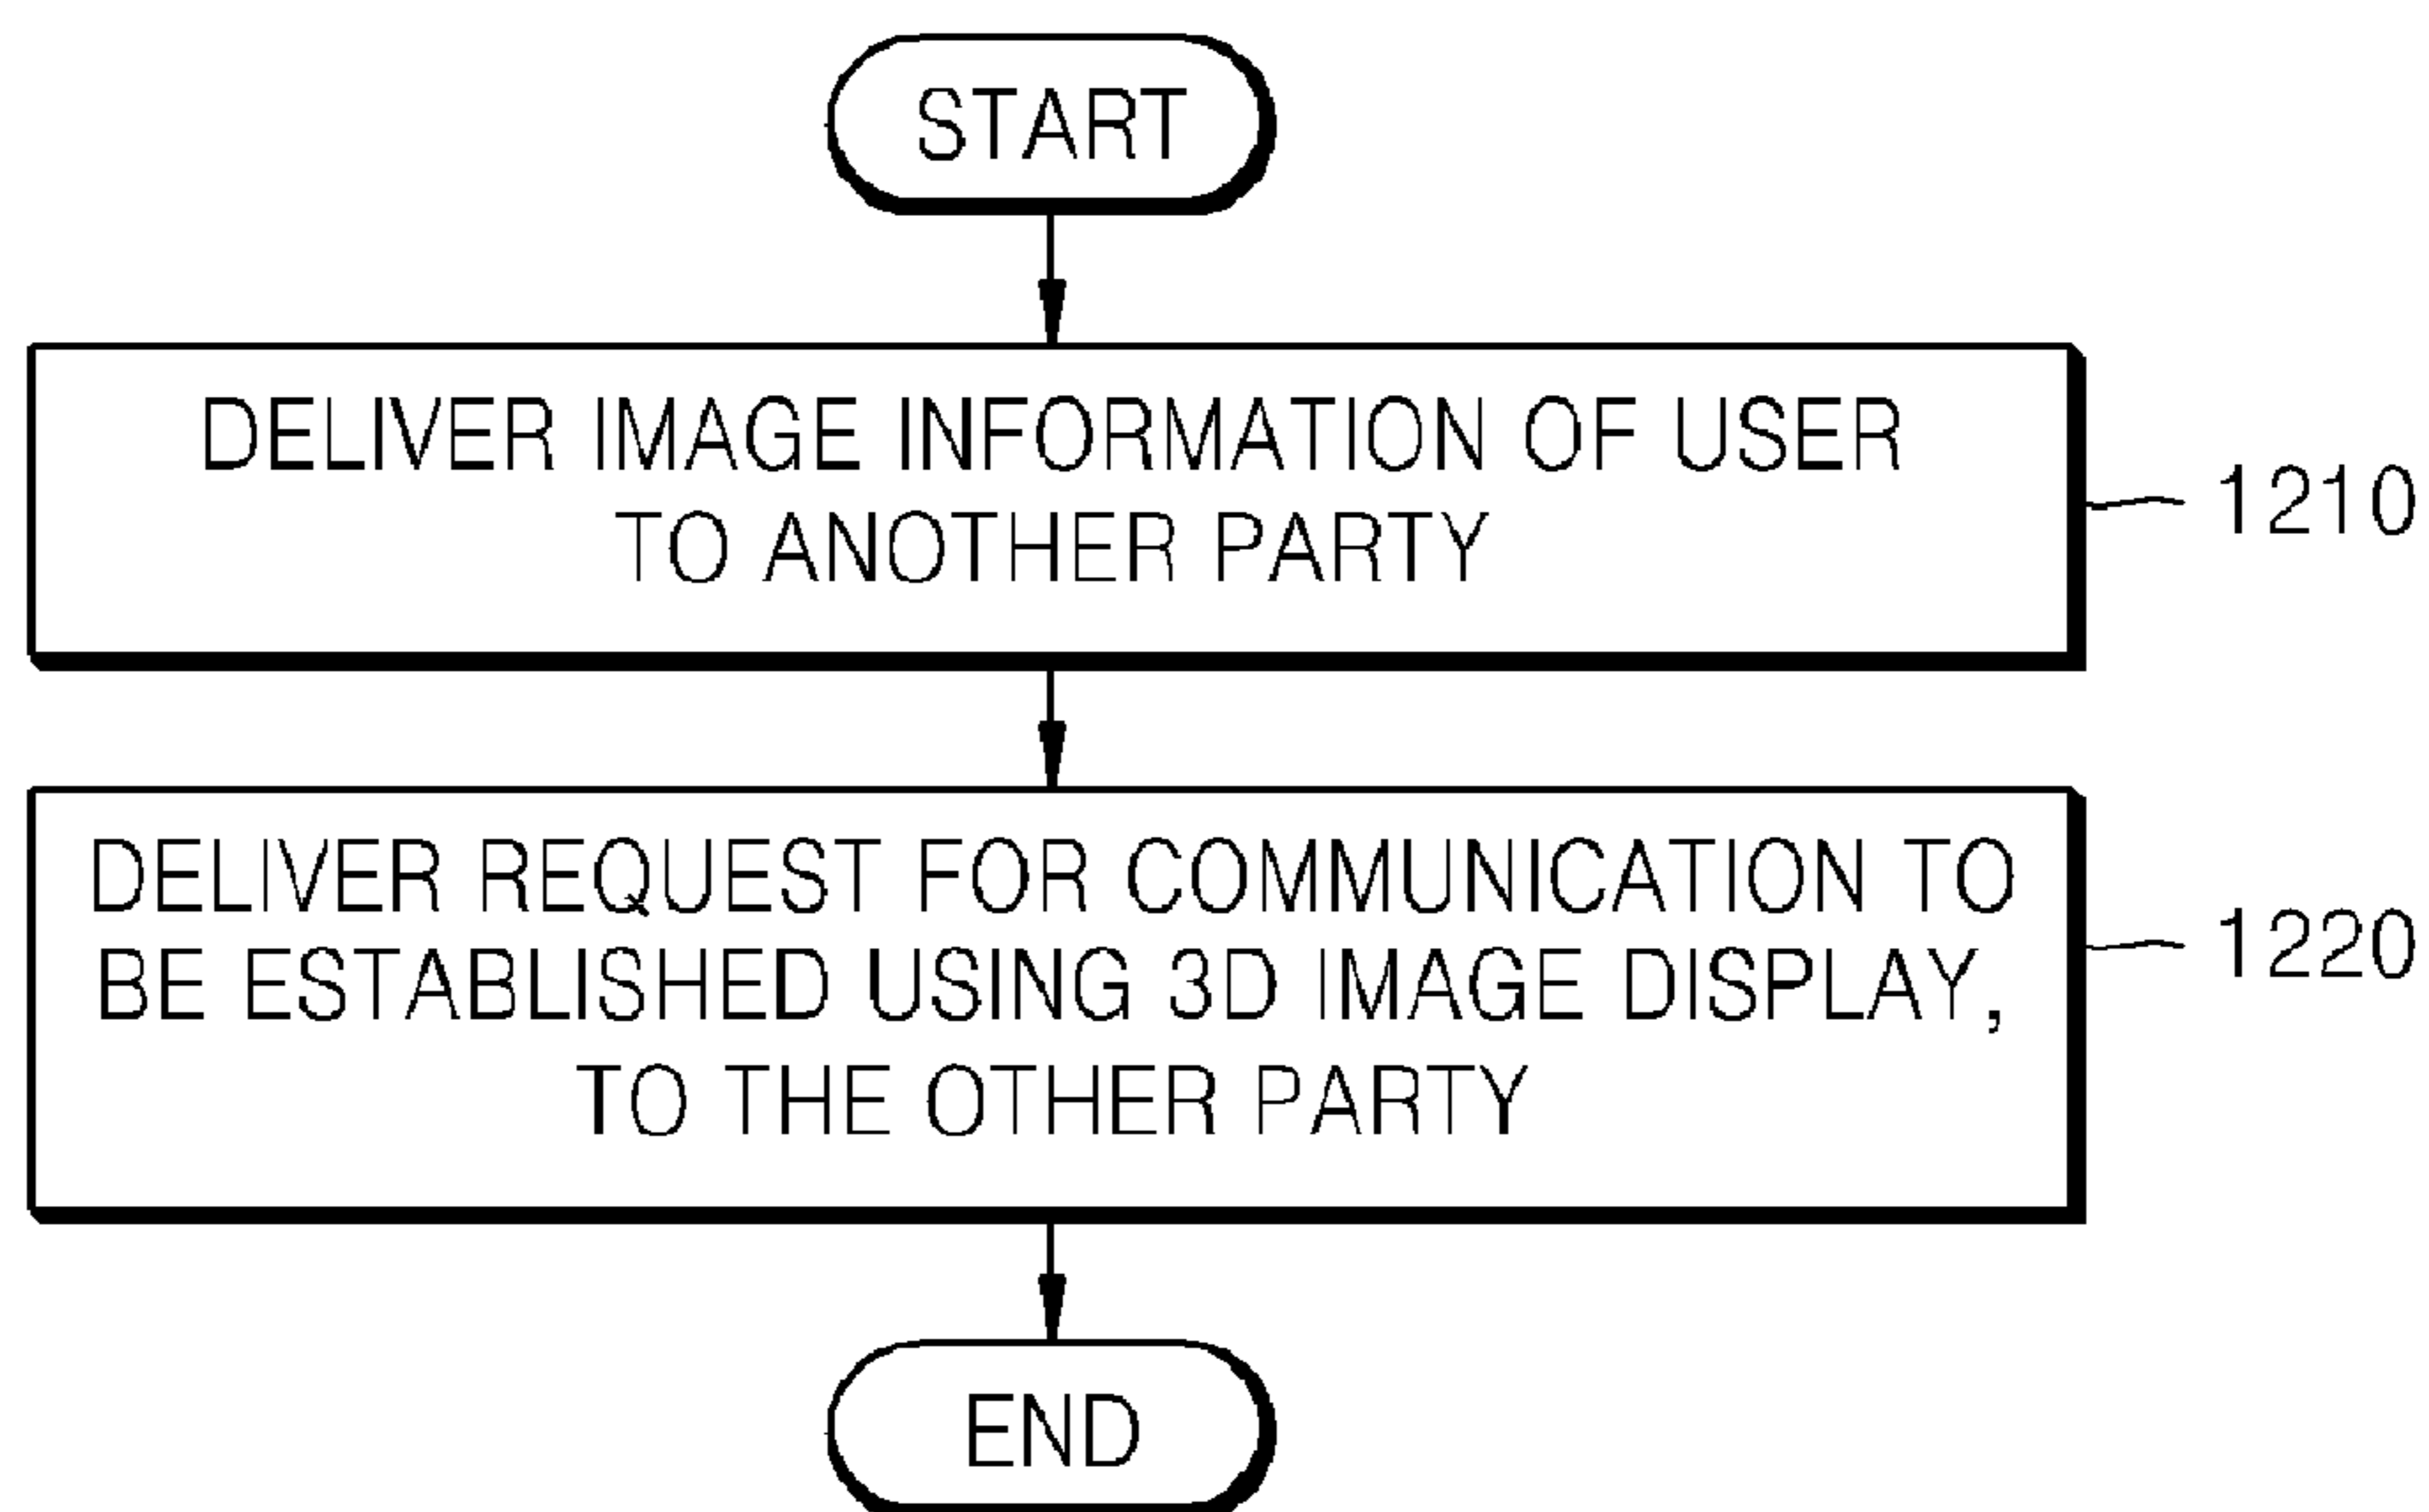 START
DELIVER IMAGE INFORMATION OF USER
TO ANOTHER PARTY
1210
DELIVER REQUEST FOR COMMUNICATION TO
BE ESTABLISHED USING 3D IMAGE DISPLAY,
TO THE OTHER PARTY
1220
END